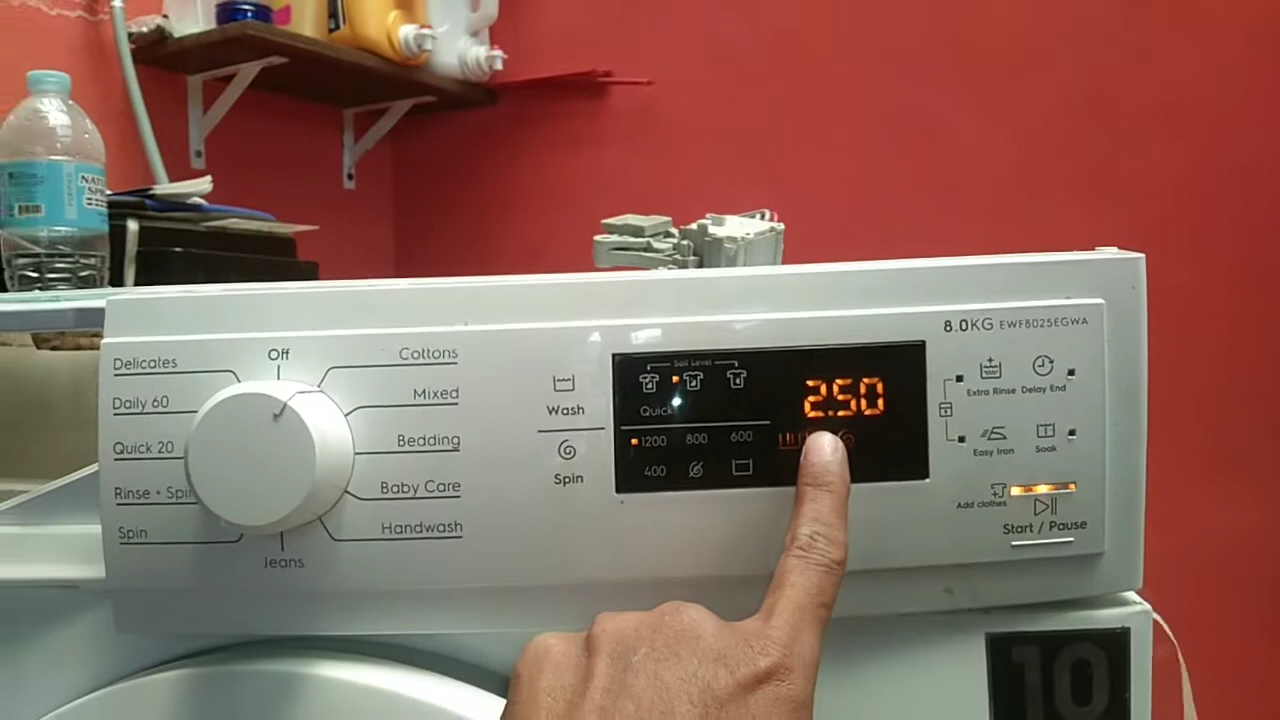 8.0KG EWF8025EGWA
Off
Delicates
Cottons
Daily 60
Mixed
Quick 20
Bedding
Rinse + Spin
Baby Care
Spin
Handwash
Jeans
Wash
Spin
Soil Level
Quick
1200 800 600
400
2.50
Extra Rinse Delay End
Easy Iron Soak
Add clothes
Start / Pause
10